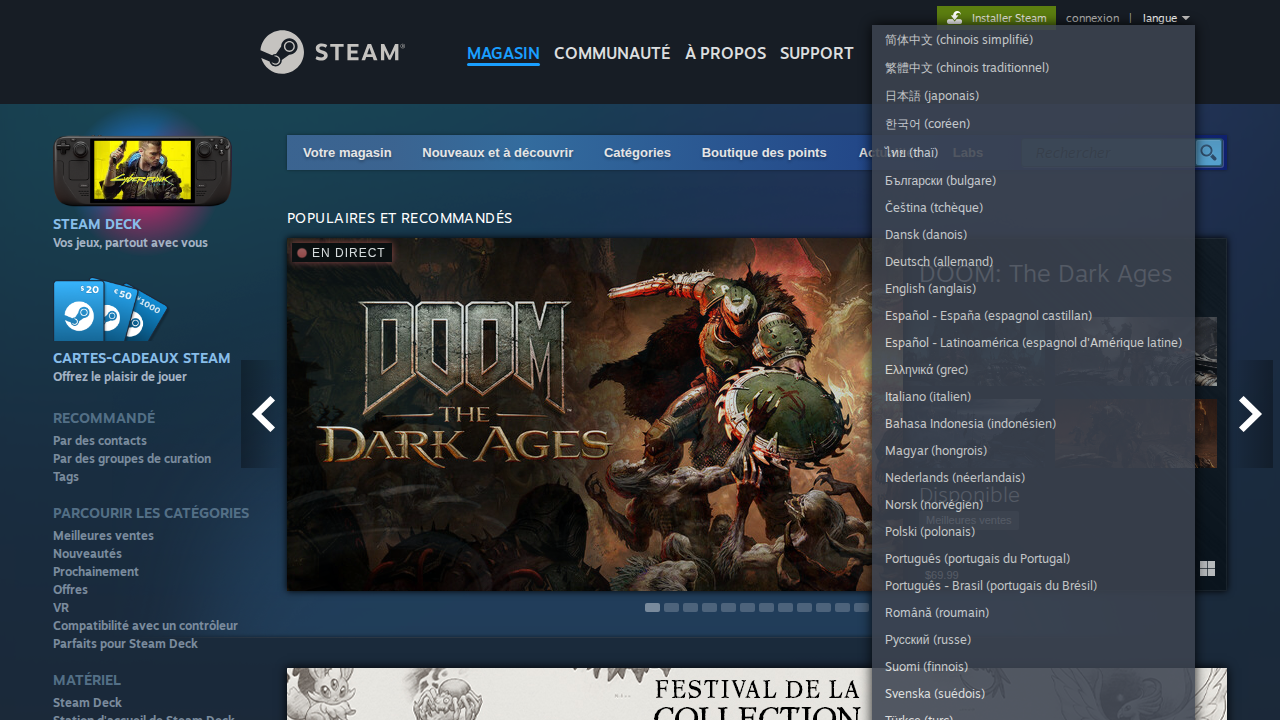 Installer Steam
connexion
|
langue
STEAM®
MAGASIN
COMMUNAUTÉ
À PROPOS
SUPPORT
简体中文 (chinois simplifié)
繁體中文 (chinois traditionnel)
日本語 (japonais)
한국어 (coréen)
ไทย (thaï)
Български (bulgare)
Čeština (tchèque)
Dansk (danois)
Deutsch (allemand)
English (anglais)
Español - España (espagnol castillan)
Español - Latinoamérica (espagnol d'Amérique latine)
Ελληνικά (grec)
Italiano (italien)
Bahasa Indonesia (indonésien)
Magyar (hongrois)
Nederlands (néerlandais)
Norsk (norvégien)
Polski (polonais)
Português (portugais du Portugal)
Português - Brasil (portugais du Brésil)
Română (roumain)
Русский (russe)
Suomi (finnois)
Svenska (suédois)
Türkçe (turc)
Votre magasin
Nouveaux et à découvrir
Catégories
Boutique des points
Labs
Rechercher
CYBERPUNK
STEAM DECK
Vos jeux, partout avec vous
$20
€50
€1000
CARTES-CADEAUX STEAM
Offrez le plaisir de jouer
RECOMMANDÉ
Par des contacts
Par des groupes de curation
Tags
PARCOURIR LES CATÉGORIES
Meilleures ventes
Nouveautés
Prochainement
Offres
VR
Compatibilité avec un contrôleur
Parfaits pour Steam Deck
MATÉRIEL
Steam Deck
Station d'accueil de Steam Deck
POPULAIRES ET RECOMMANDÉS
EN DIRECT
DOOM
THE
DARK AGES
DOOM: The Dark Ages
Disponible
Meilleures ventes
$69.99
FESTIVAL DE LA
COLLECTION